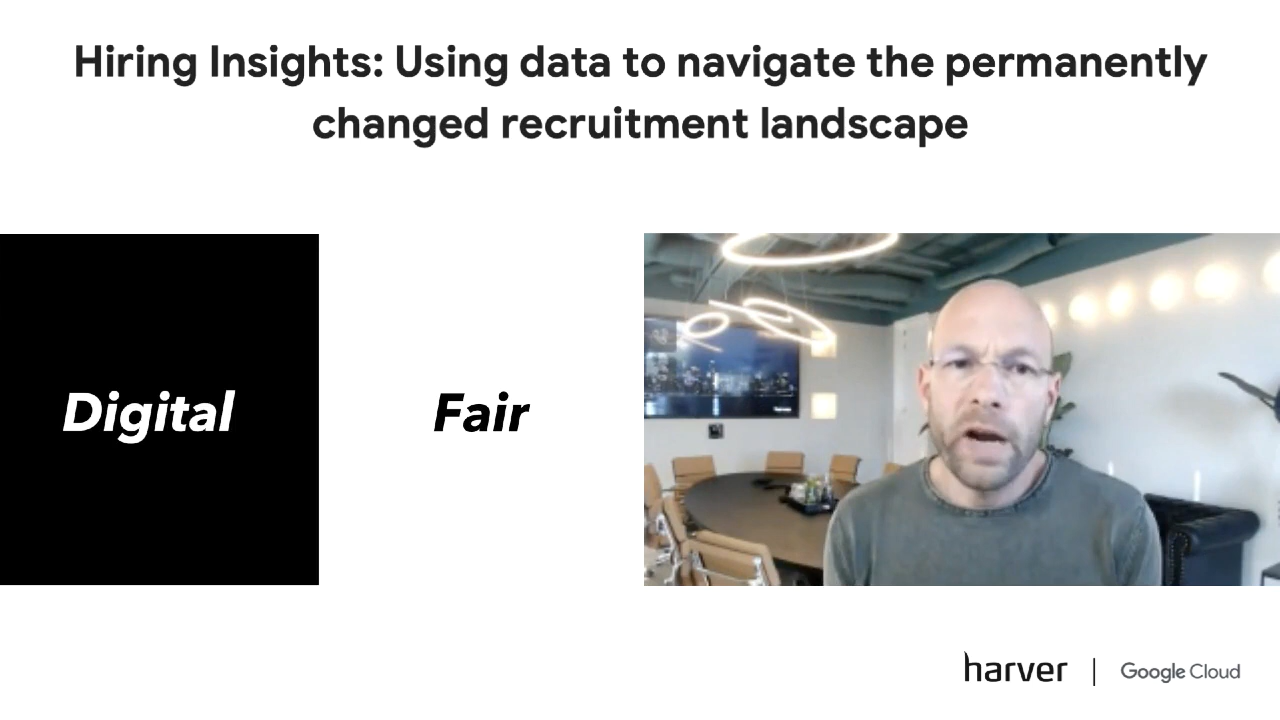 Hiring Insights: Using data to navigate the permanently
changed recruitment landscape
Digital
Fair
harver | Google Cloud